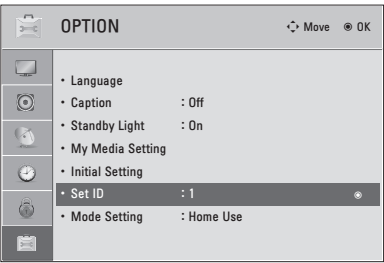 OPTION Move OK
• Language
• Caption : Off
• Standby Light : On
• My Media Setting
• Initial Setting
• Set ID : 1
• Mode Setting : Home Use